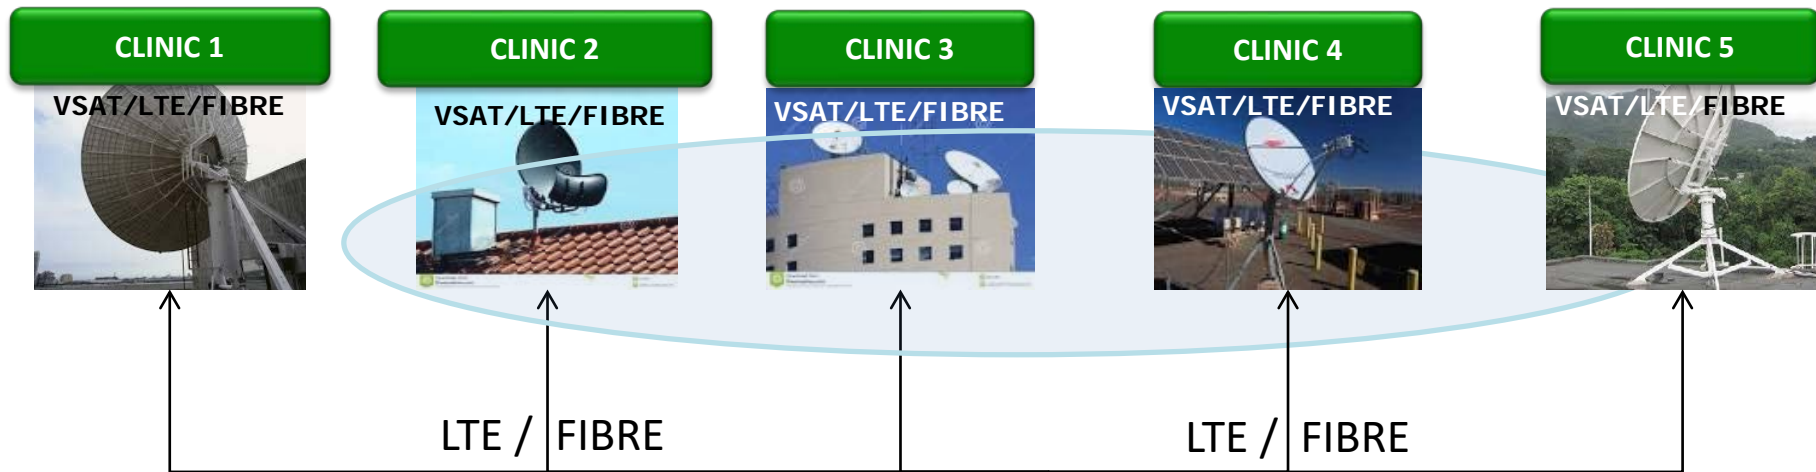 CLINIC 1
CLINIC 2
CLINIC 3
CLINIC 4
CLINIC 5
VSAT/LTE/FIBRE
VSAT/LTE/FIBRE
VSAT/LTE/FIBRE
VSAT/LTE/FIBRE
VSAT/LTE/FIBRE
LTE / FIBRE
LTE / FIBRE